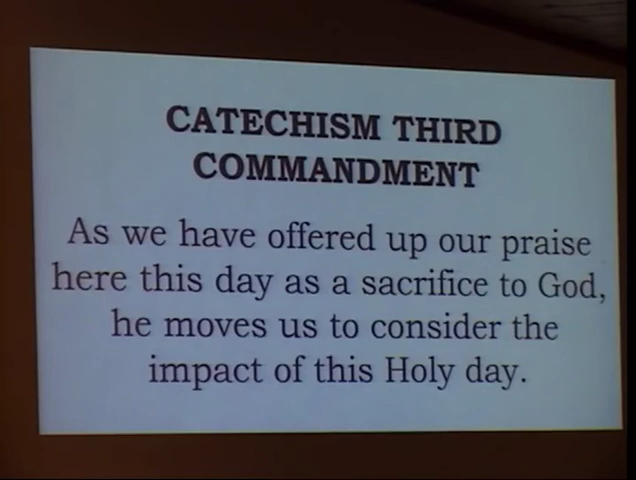 CATECHISM THIRD
COMMANDMENT
As we have offered up our praise
here this day as a sacrifice to God,
he moves us to consider the
impact of this Holy day.